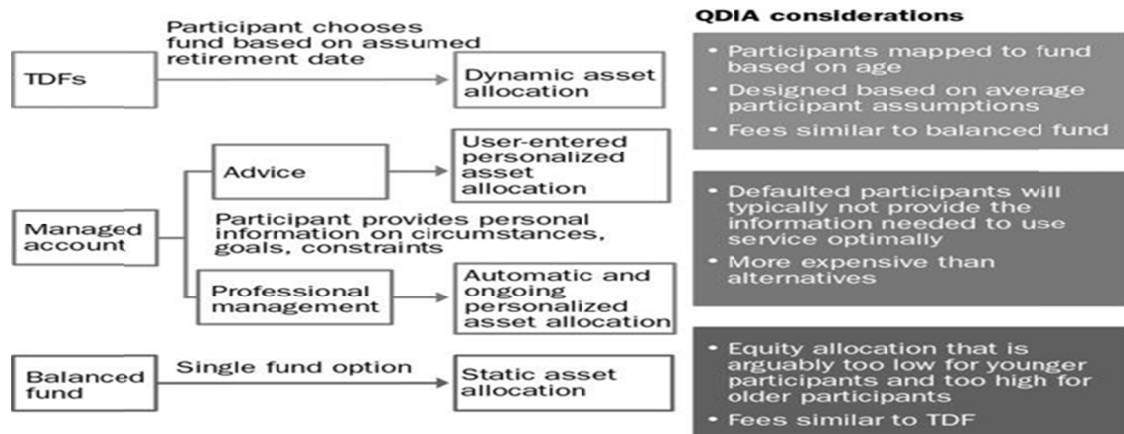 QDIA considerations
Participant chooses
fund based on assumed
retirement date
TDFs
Dynamic asset
allocation
• Participants mapped to fund
based on age
• Designed based on average
participant assumptions
• Fees similar to balanced fund
Managed
account
Advice
User-entered
personalized
asset
allocation
Participant provides personal
information on circumstances,
goals, constraints
Professional
management
Automatic and
ongoing
personalized
asset allocation
• Defaulted participants will
typically not provide the
information needed to use
service optimally
• More expensive than
alternatives
Balanced
fund
Single fund option
Static asset
allocation
• Equity allocation that is
arguably too low for younger
participants and too high for
older participants
• Fees similar to TDF